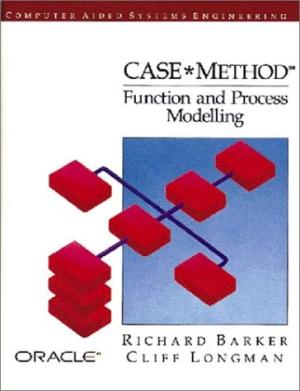 COMPUTER AIDED SYSTEMS ENGINEERING
CASE*METHOD™
Function and Process
Modelling
RICHARD BARKER
CLIFF LONGMAN
ORACLE®